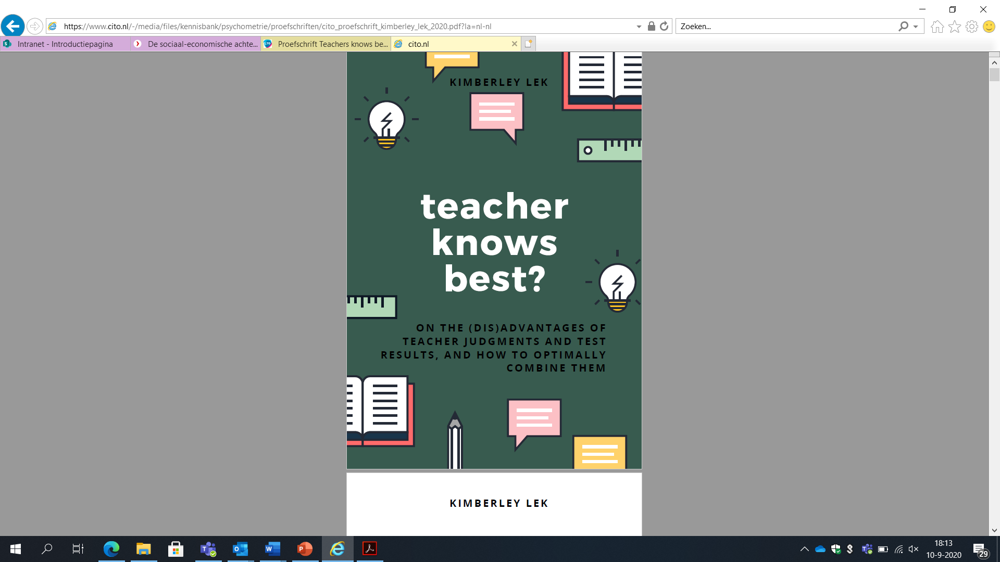 https://www.cito.nl/-/media/files/kennisbank/psychometrie/proefschriften/cito_proefschrift_kimberley_lek_2020.pdf?la=nl-nl
Zoeken...
Intranet - Introductiepagina
De sociaal-economische achte...
Proefschrift Teachers knows be...
cito.nl
KIMBERLEY LEK
teacher
knows
best?
ON THE (DIS)ADVANTAGES OF
TEACHER JUDGMENTS AND TEST
RESULTS, AND HOW TO OPTIMALLY
COMBINE THEM
KIMBERLEY LEK
18:13
10-9-2020
29